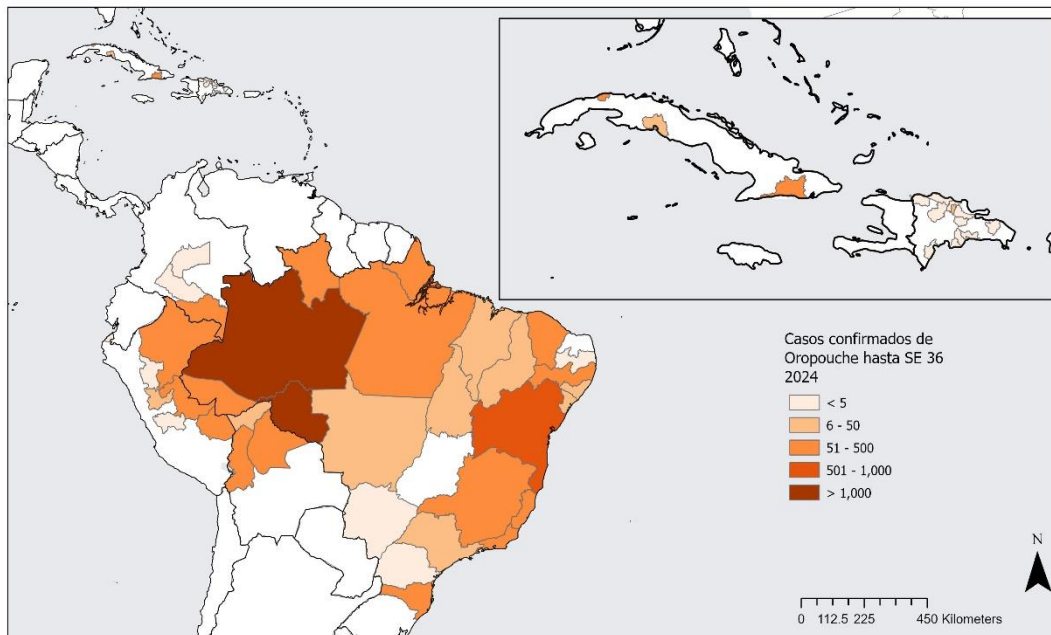 Casos confirmados de
Oropouche hasta SE 36
2024
< 5
6 - 50
51 - 500
501 - 1,000
> 1,000
N
0 112.5 225 450 Kilometers